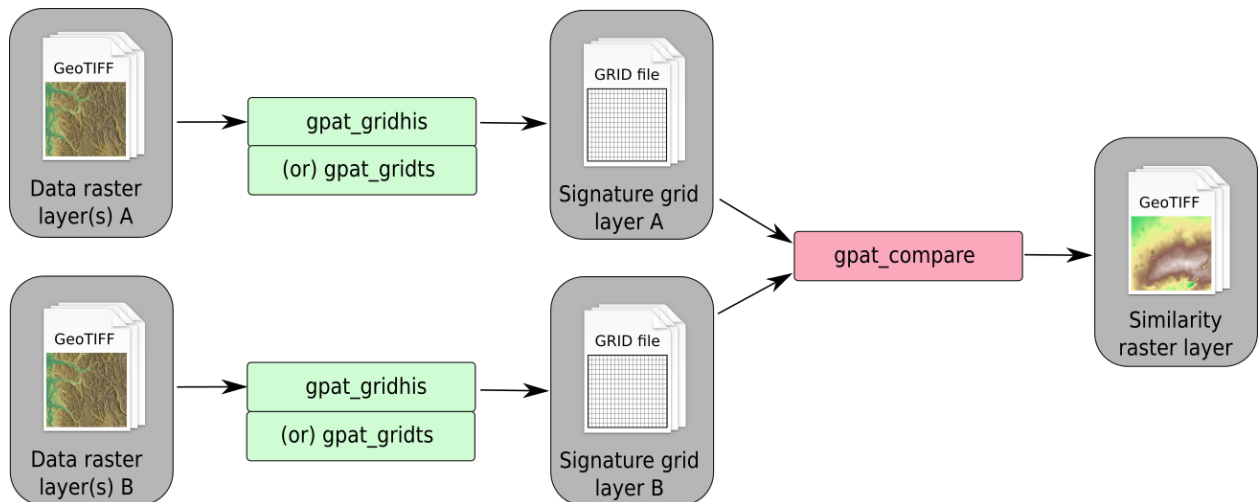 GeoTIFF
Data raster
layer(s) A
gpat_gridhis
(or) gpat_gridts
GRID file
Signature grid
layer A
GeoTIFF
Data raster
layer(s) B
gpat_gridhis
(or) gpat_gridts
GRID file
Signature grid
layer B
gpat_compare
GeoTIFF
Similarity
raster layer